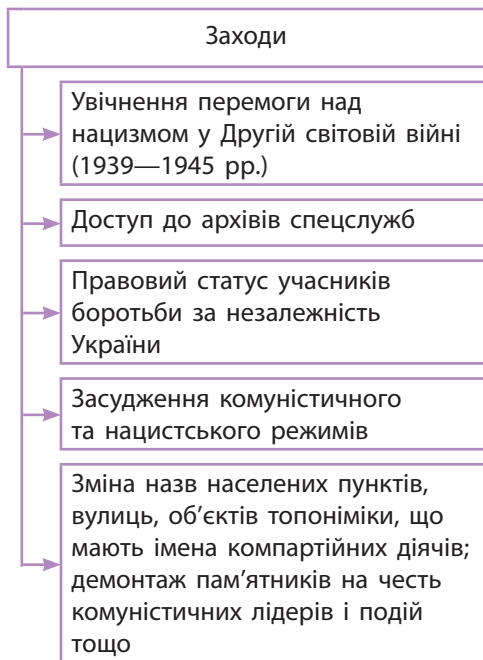 Заходи
Увічнення перемоги над
нацизмом у Другій світовій війні
(1939—1945 рр.)
Доступ до архівів спецслужб
Правовий статус учасників
боротьби за незалежність
України
Засудження комуністичного
та нацистського режимів
Зміна назв населених пунктів,
вулиць, об’єктів топоніміки, що
мають імена компартійних діячів;
демонтаж пам’ятників на честь
комуністичних лідерів і подій
тощо